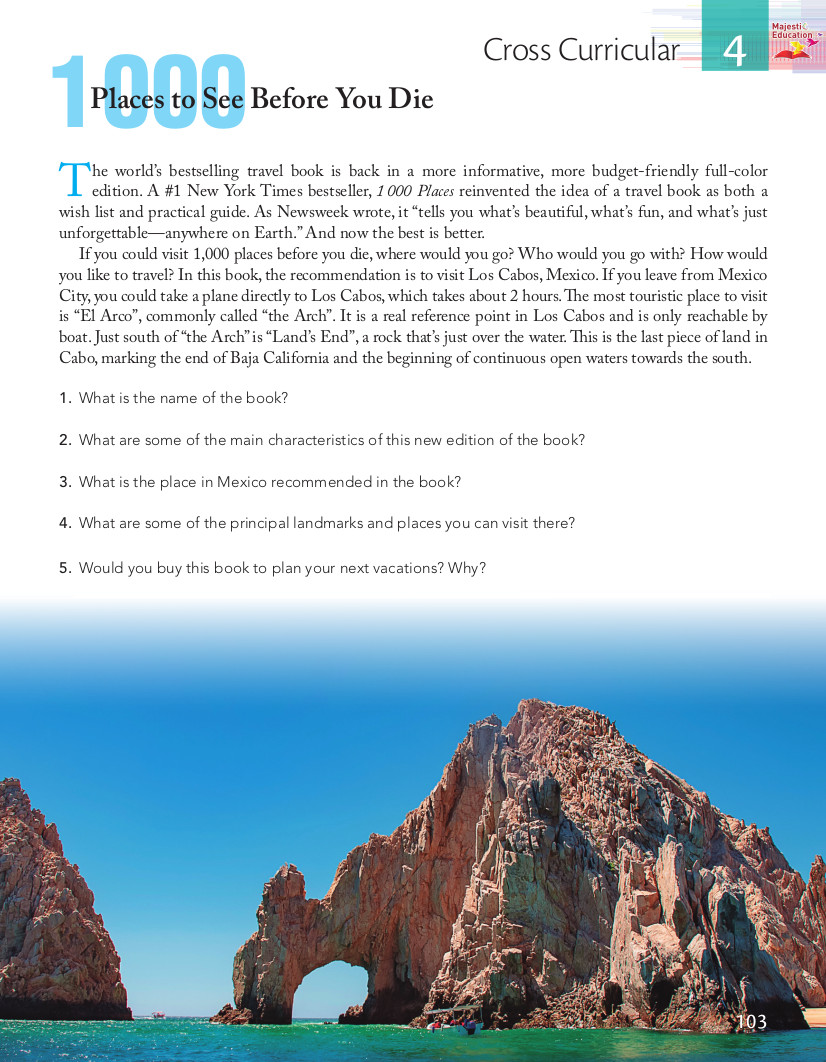 Cross Curricular
4
Majesti
Education
1000
Places to See Before You Die
The world's bestselling travel book is back in a more informative, more budget-friendly full-color
edition. A #1 New York Times bestseller, 1 000 Places reinvented the idea of a travel book as both a
wish list and practical guide. As Newsweek wrote, it “tells you what's beautiful, what's fun, and what's just
unforgettable—anywhere on Earth.” And now the best is better.
If you could visit 1,000 places before you die, where would you go? Who would you go with? How would
you like to travel? In this book, the recommendation is to visit Los Cabos, Mexico. If you leave from Mexico
City, you could take a plane directly to Los Cabos, which takes about 2 hours. The most touristic place to visit
is “El Arco”, commonly called “the Arch”. It is a real reference point in Los Cabos and is only reachable by
boat. Just south of “the Arch” is “Land's End”, a rock that's just over the water. This is the last piece of land in
Cabo, marking the end of Baja California and the beginning of continuous open waters towards the south.
1. What is the name of the book?
2. What are some of the main characteristics of this new edition of the book?
3. What is the place in Mexico recommended in the book?
4. What are some of the principal landmarks and places you can visit there?
5. Would you buy this book to plan your next vacations? Why?
103